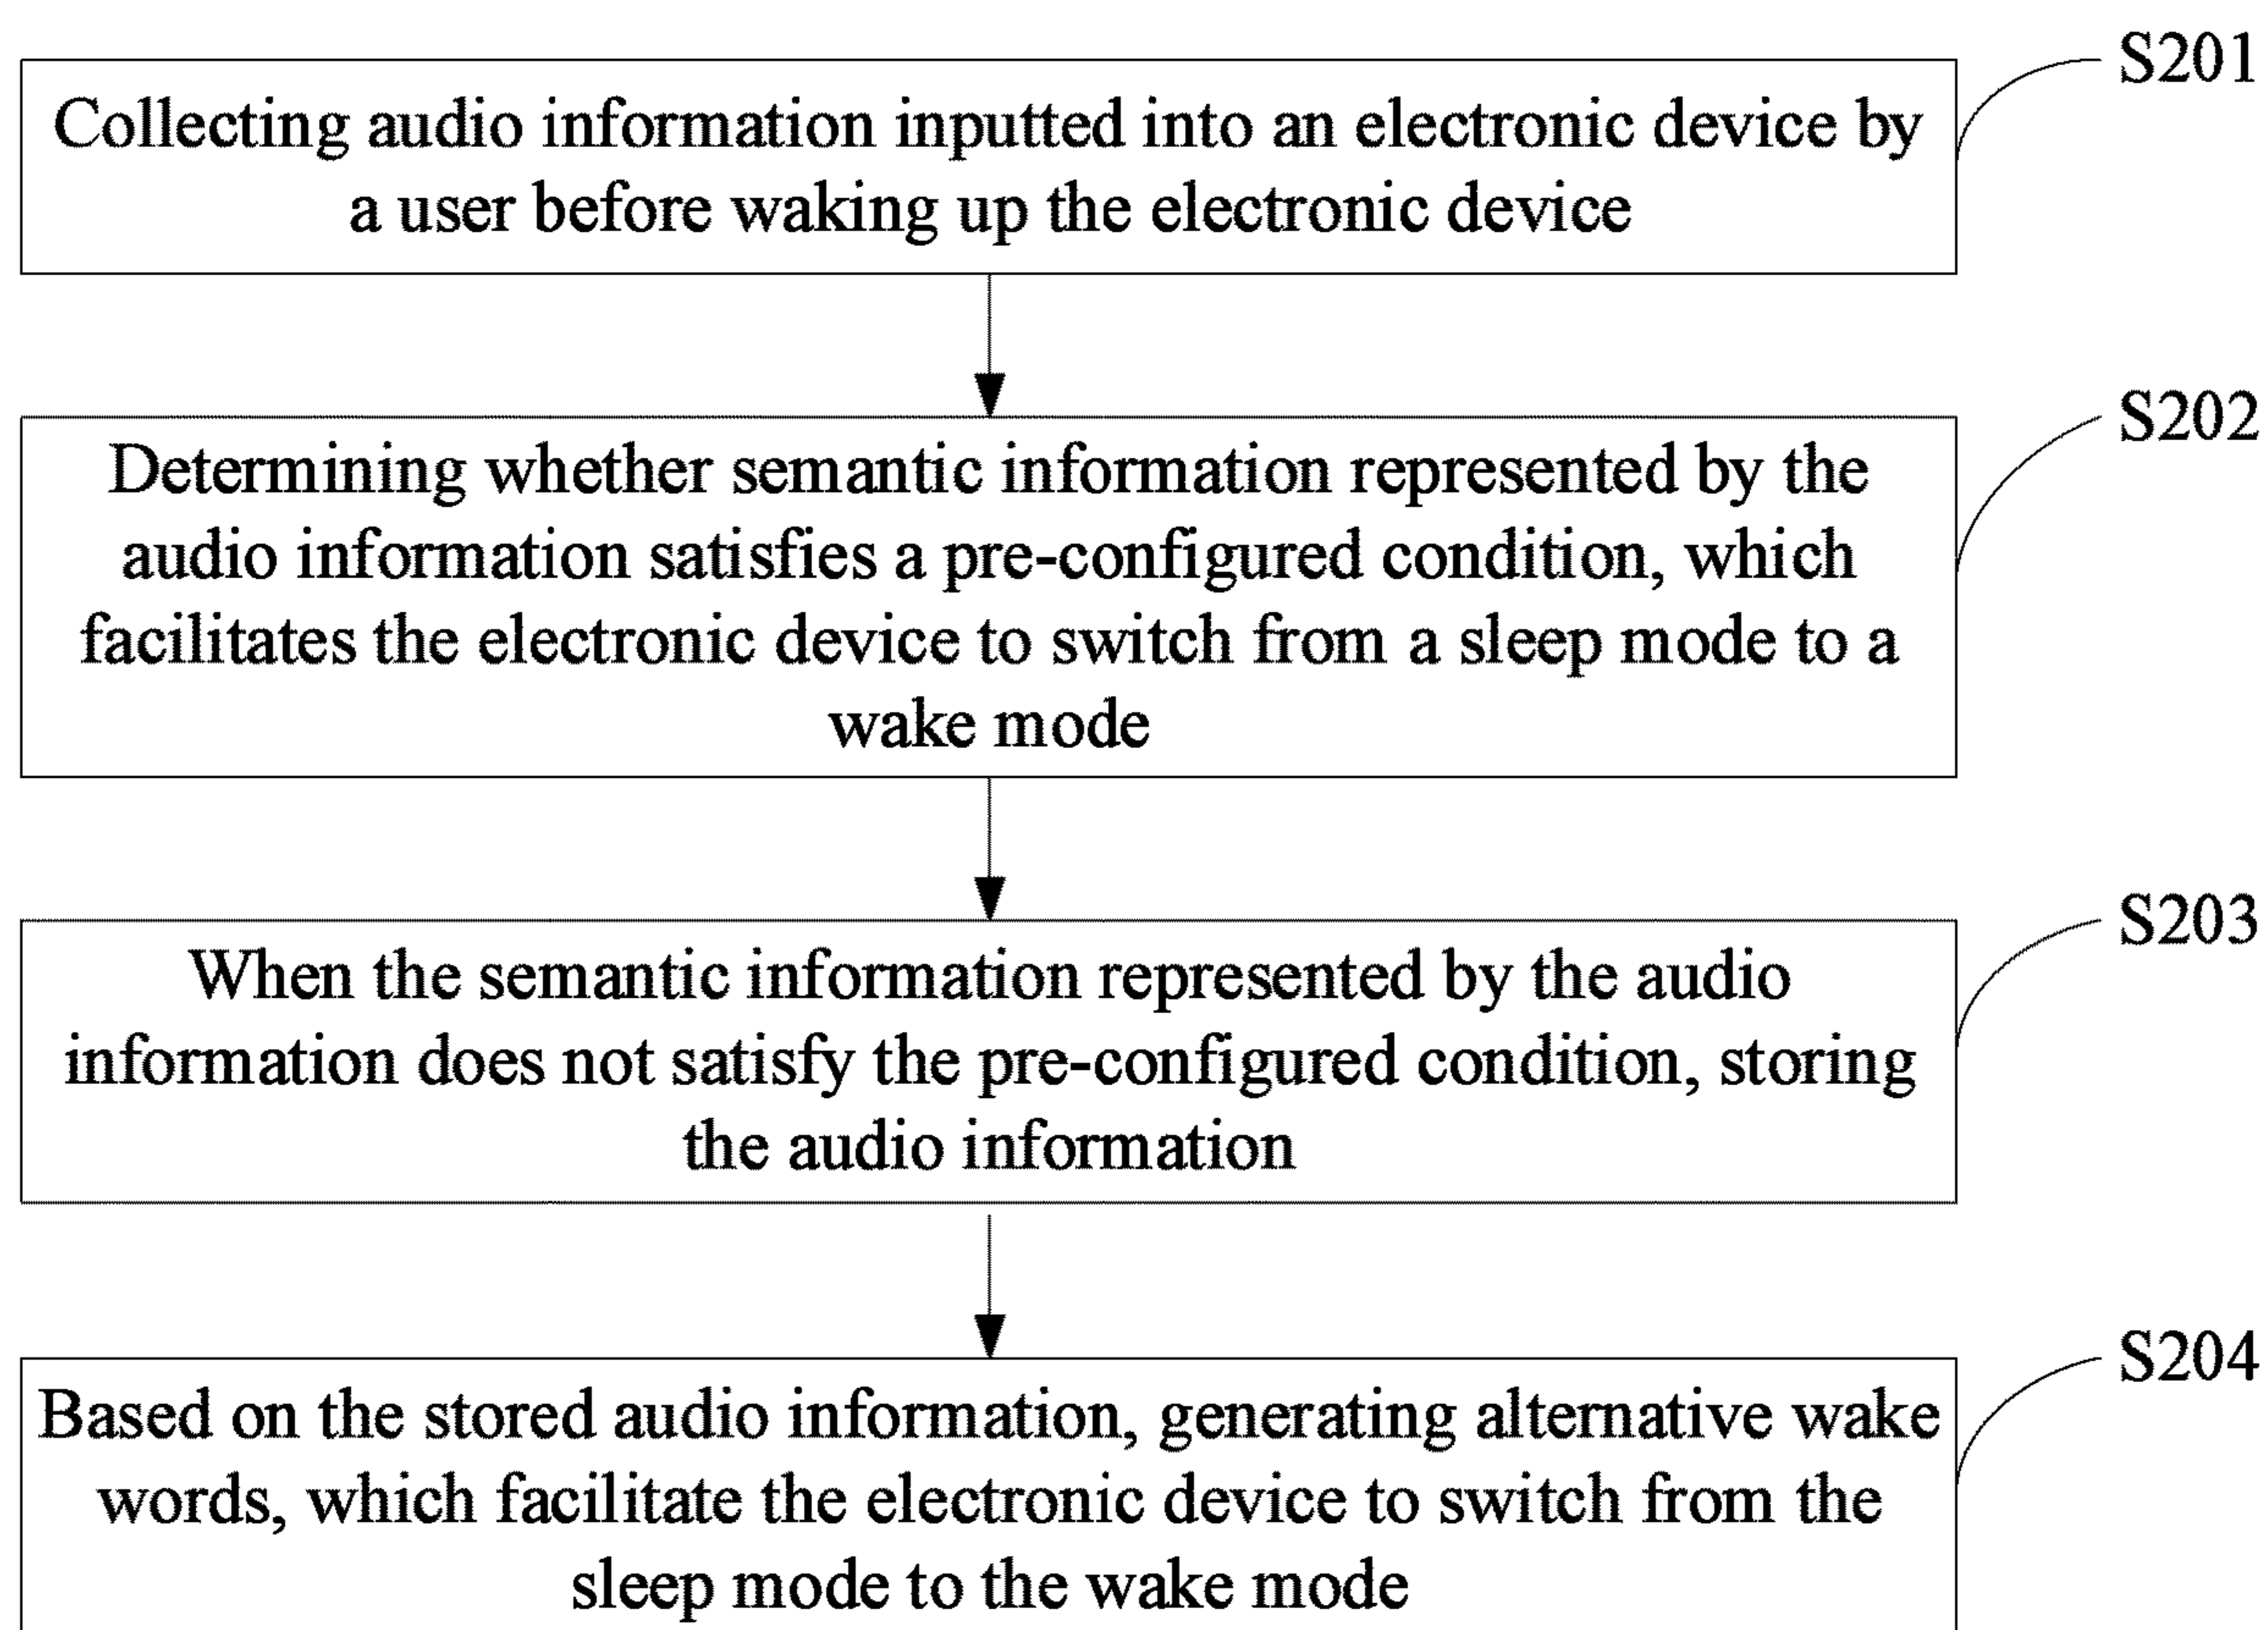 S201
Collecting audio information inputted into an electronic device by
a user before waking up the electronic device
S202
Determining whether semantic information represented by the
audio information satisfies a pre-configured condition, which
facilitates the electronic device to switch from a sleep mode to a
wake mode
S203
When the semantic information represented by the audio
information does not satisfy the pre-configured condition, storing
the audio information
S204
Based on the stored audio information, generating alternative wake
words, which facilitate the electronic device to switch from the
sleep mode to the wake mode